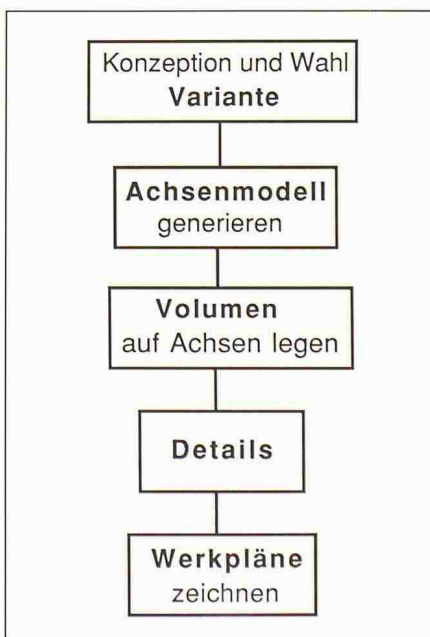 Konzeption und Wahl
Variante
Achsenmodell
generieren
Volumen
auf Achsen legen
Details
Werkpläne
zeichnen